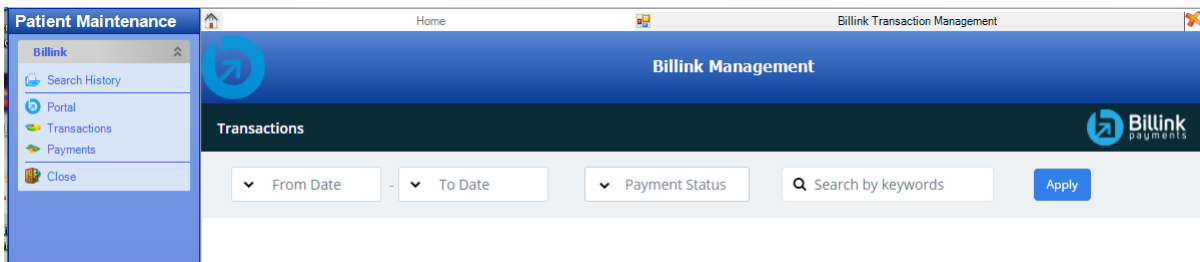 Patient Maintenance
Home
Billink Transaction Management
Billink
Search History
Portal
Transactions
Payments
Close
Billink Management
Transactions
Billink
payments
From Date - To Date Payment Status Search by keywords Apply